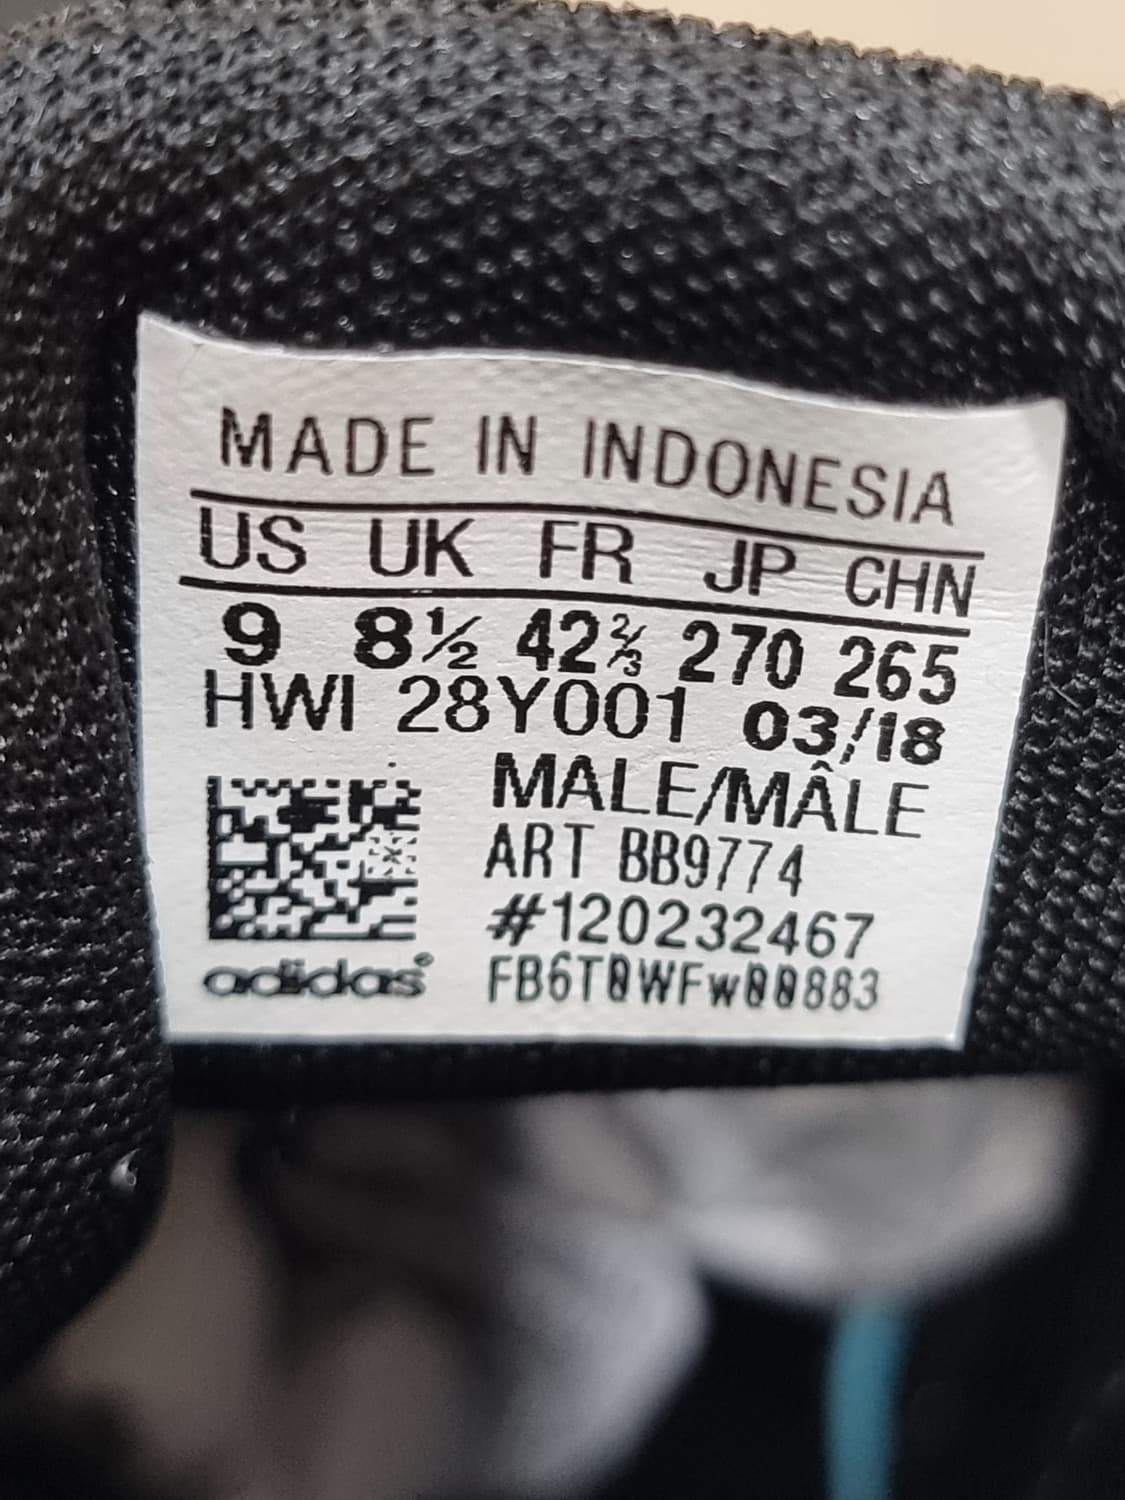 MADE IN INDONESIA
US UK FR JP CHN
9 8½ 42⅔ 270 265
HWI 28Y001 03/18
MALE/MÂLE
ART BB9774
#120232467
adidas® FB6T0WFw00883